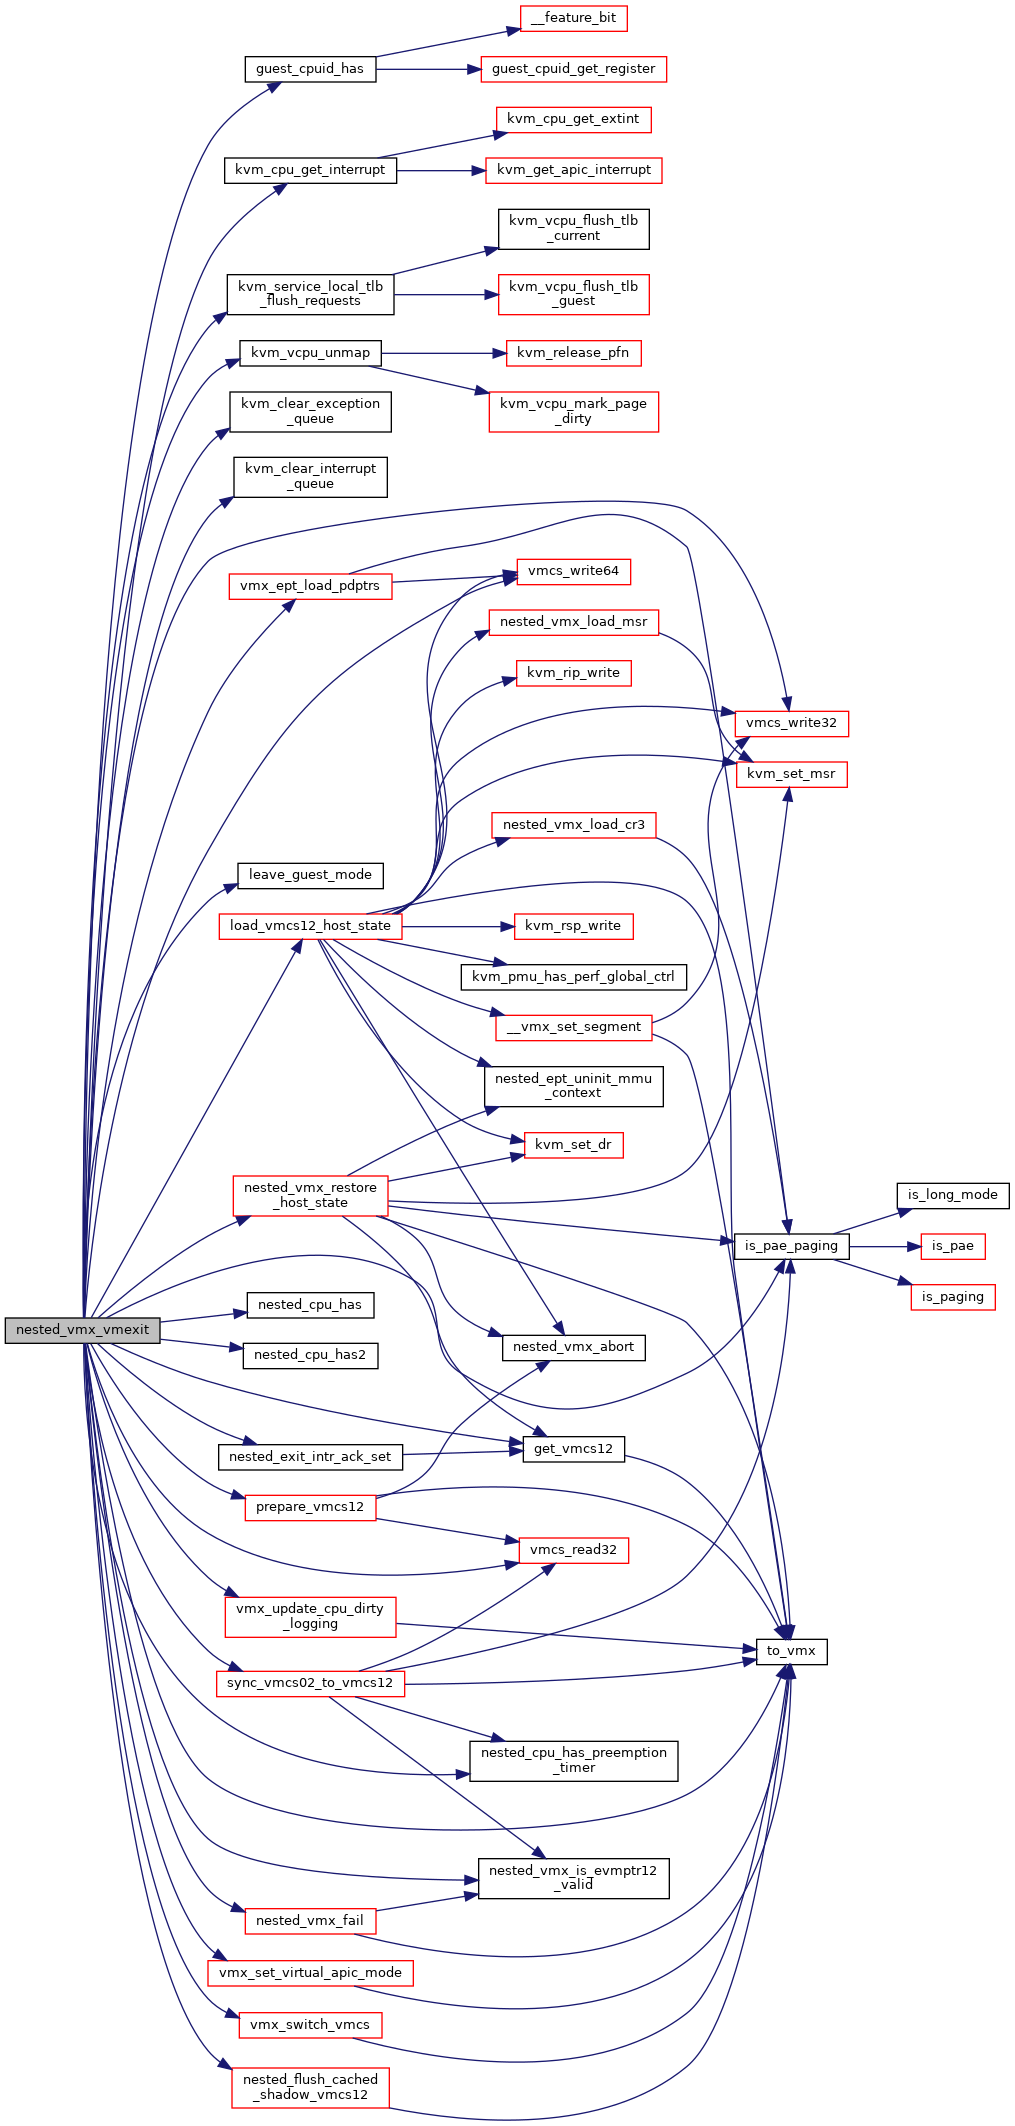 __feature_bit
guest_cpuid_has
guest_cpuid_get_register
kvm_cpu_get_extint
kvm_cpu_get_interrupt
kvm_get_apic_interrupt
kvm_vcpu_flush_tlb
_current
kvm_service_local_tlb
_flush_requests
kvm_vcpu_flush_tlb
_guest
kvm_vcpu_unmap
kvm_release_pfn
kvm_clear_exception
_queue
kvm_vcpu_mark_page
_dirty
kvm_clear_interrupt
_queue
vmx_ept_load_pdptrs
vmcs_write64
nested_vmx_load_msr
kvm_rip_write
vmcs_write32
kvm_set_msr
nested_vmx_load_cr3
leave_guest_mode
load_vmcs12_host_state
kvm_rsp_write
kvm_pmu_has_perf_global_ctrl
__vmx_set_segment
nested_ept_uninit_mmu
_context
kvm_set_dr
nested_vmx_restore
_host_state
is_long_mode
is_pae_paging
is_pae
is_paging
nested_cpu_has
nested_vmx_vmexit
nested_cpu_has2
nested_vmx_abort
get_vmcs12
nested_exit_intr_ack_set
prepare_vmcs12
vmcs_read32
vmx_update_cpu_dirty
_logging
to_vmx
sync_vmcs02_to_vmcs12
nested_cpu_has_preemption
_timer
nested_vmx_is_evmptr12
_valid
nested_vmx_fail
vmx_set_virtual_apic_mode
vmx_switch_vmcs
nested_flush_cached
_shadow_vmcs12